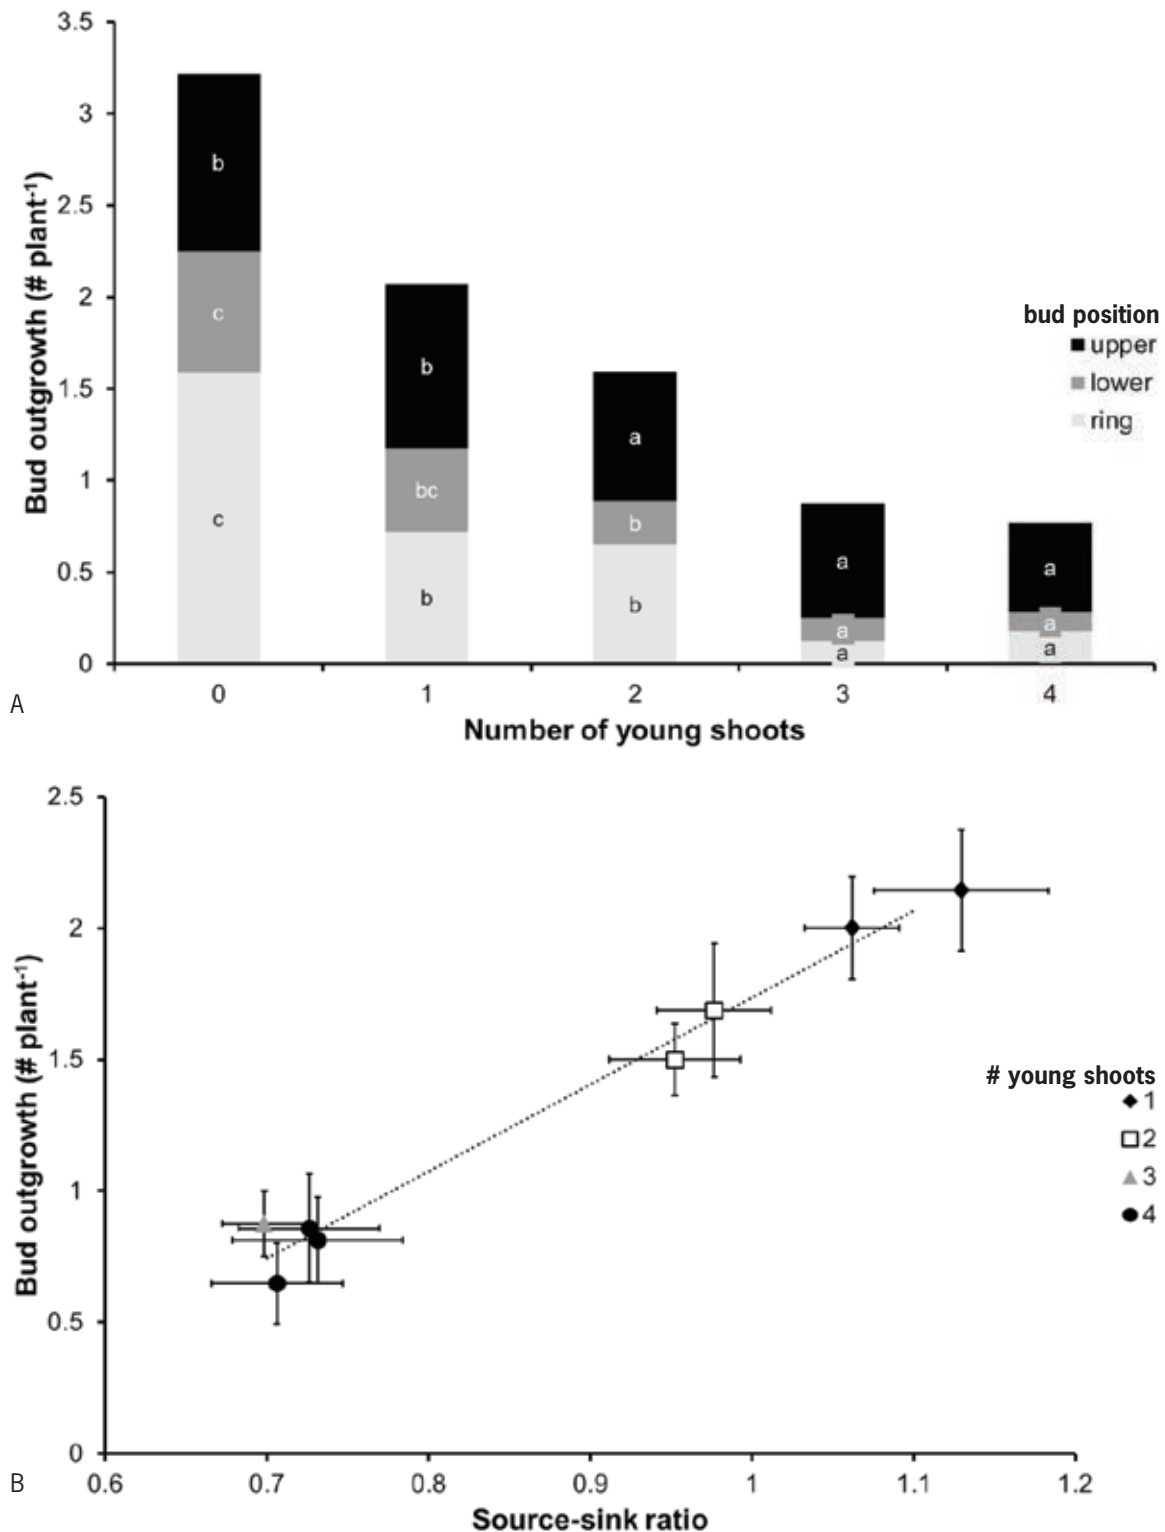 3.5
3
2.5
2
1.5
1
0.5
0
Bud outgrowth (# plant-1)
b
c
c
b
bc
b
a
b
b
a
a
a
a
a
a
bud position
upper
lower
ring
0 1 2 3 4
Number of young shoots
A
2.5
2
1.5
1
0.5
0
Bud outgrowth (# plant-1)
# young shoots
1
2
3
4
0.6 0.7 0.8 0.9 1 1.1 1.2
Source-sink ratio
B